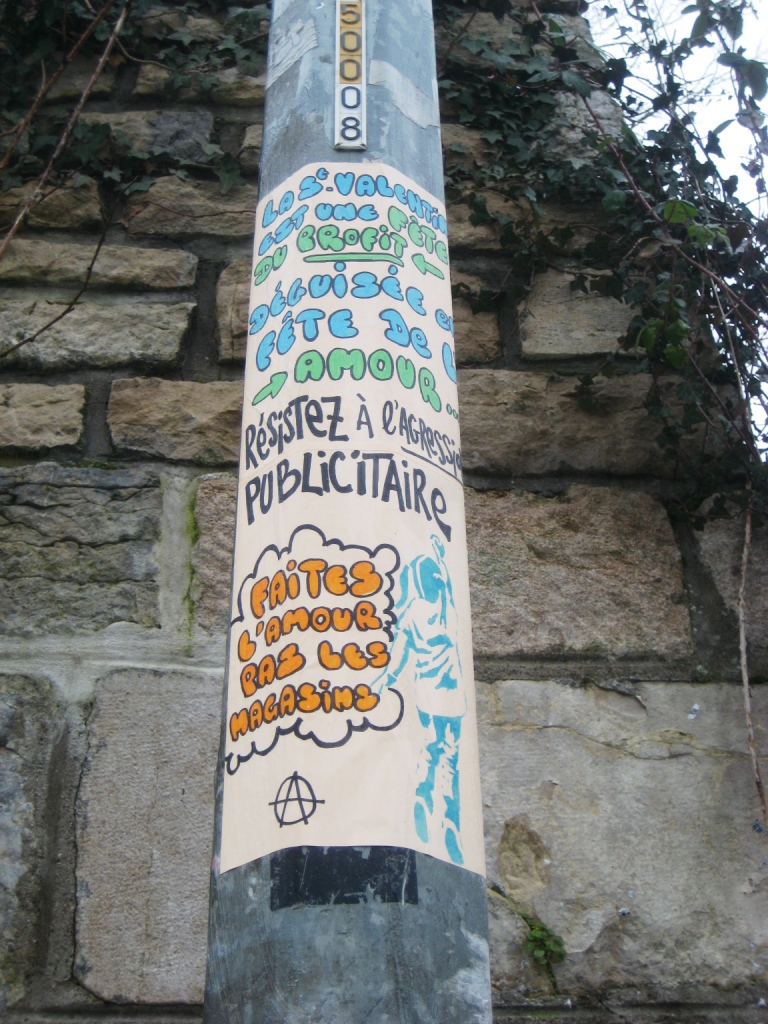 50008
LA St. VALENTIN
EST UNE FÊTE
DU PROFIT ←
DÉGUISÉE
FÊTE DE
→ AMOUR..
RÉSISTEZ À l'AGRESSIO
PUBLICITAIRE
FAITES
L'AMOUR
PAS LES
MAGASINS